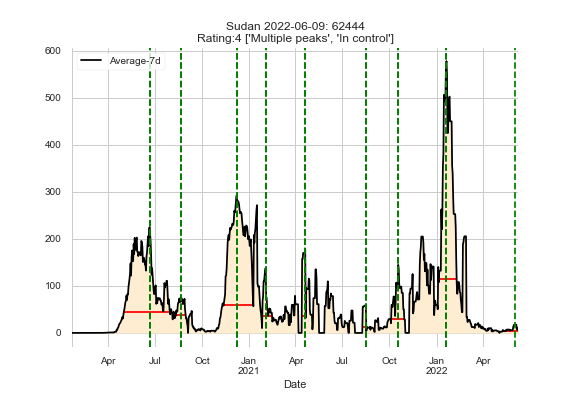 Sudan 2022-06-09: 62444
Rating:4 ['Multiple peaks', 'In control']
Average-7d
600
500
400
300
200
100
0
Apr
Jul
Oct
Jan
2021
Apr
Jul
Oct
Jan
2022
Apr
Date